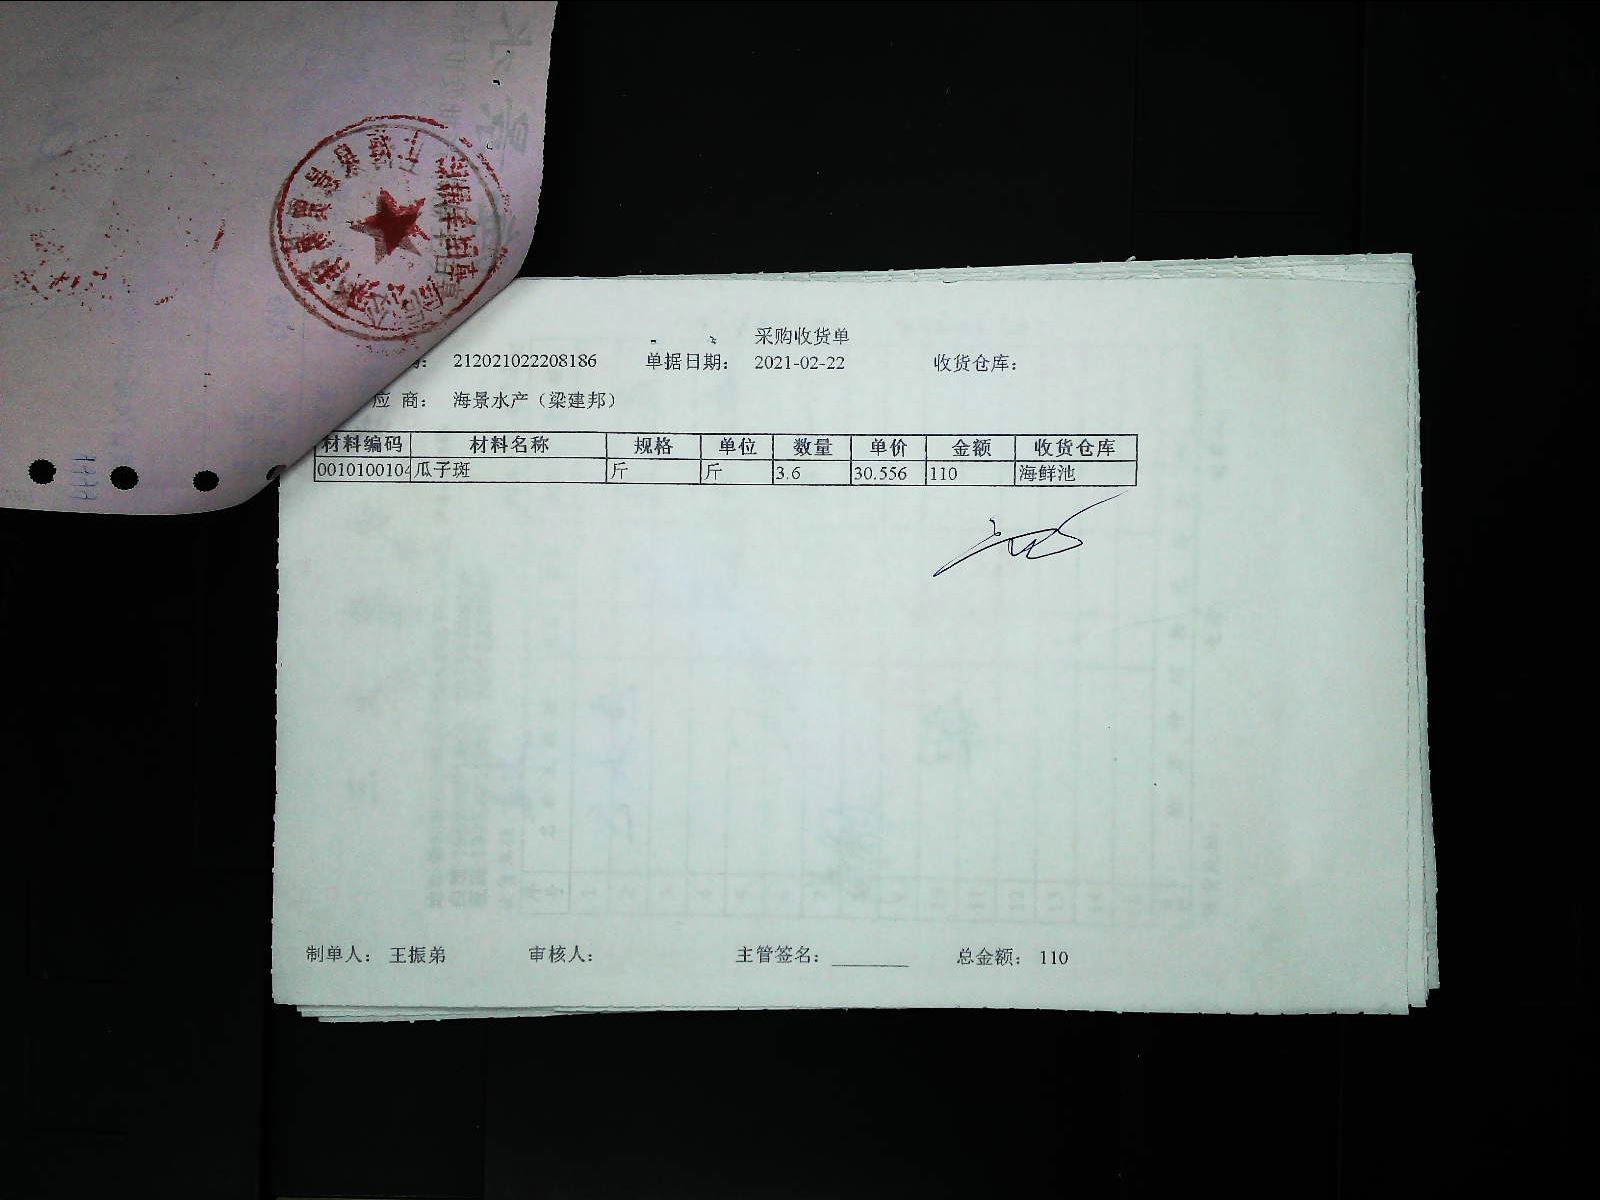 采购收货单
212021022208186 单据日期: 2021-02-22 收货仓库:
应 商: 海景水产（梁建邦）
材料编码 材料名称 规格 单位 数量 单价 金额 收货仓库
0010100104 瓜子斑 斤 斤 3.6 30.556 110 海鲜池
制单人: 王振弟 审核人: 主管签名: ________ 总金额: 110